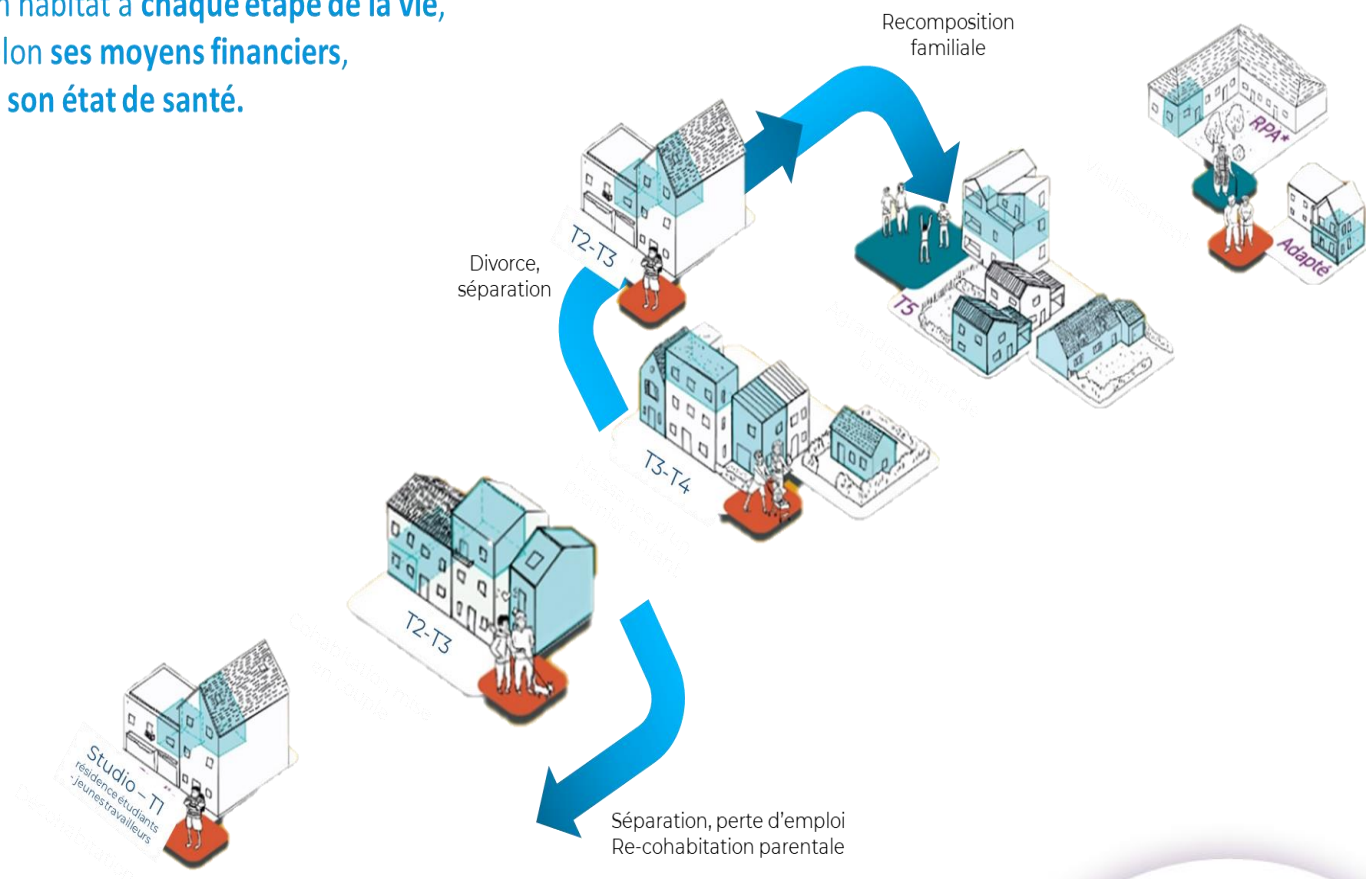 habitat à chaque étape de la vie,
ses moyens financiers,
son état de santé.
Recomposition
familiale
RPA*
Adapté
T2-T3
Divorce,
séparation
T5
T3-T4
T2-T3
Studio – T1
résidence étudiants
- jeunes travailleurs
Séparation, perte d'emploi
Re-cohabitation parentale